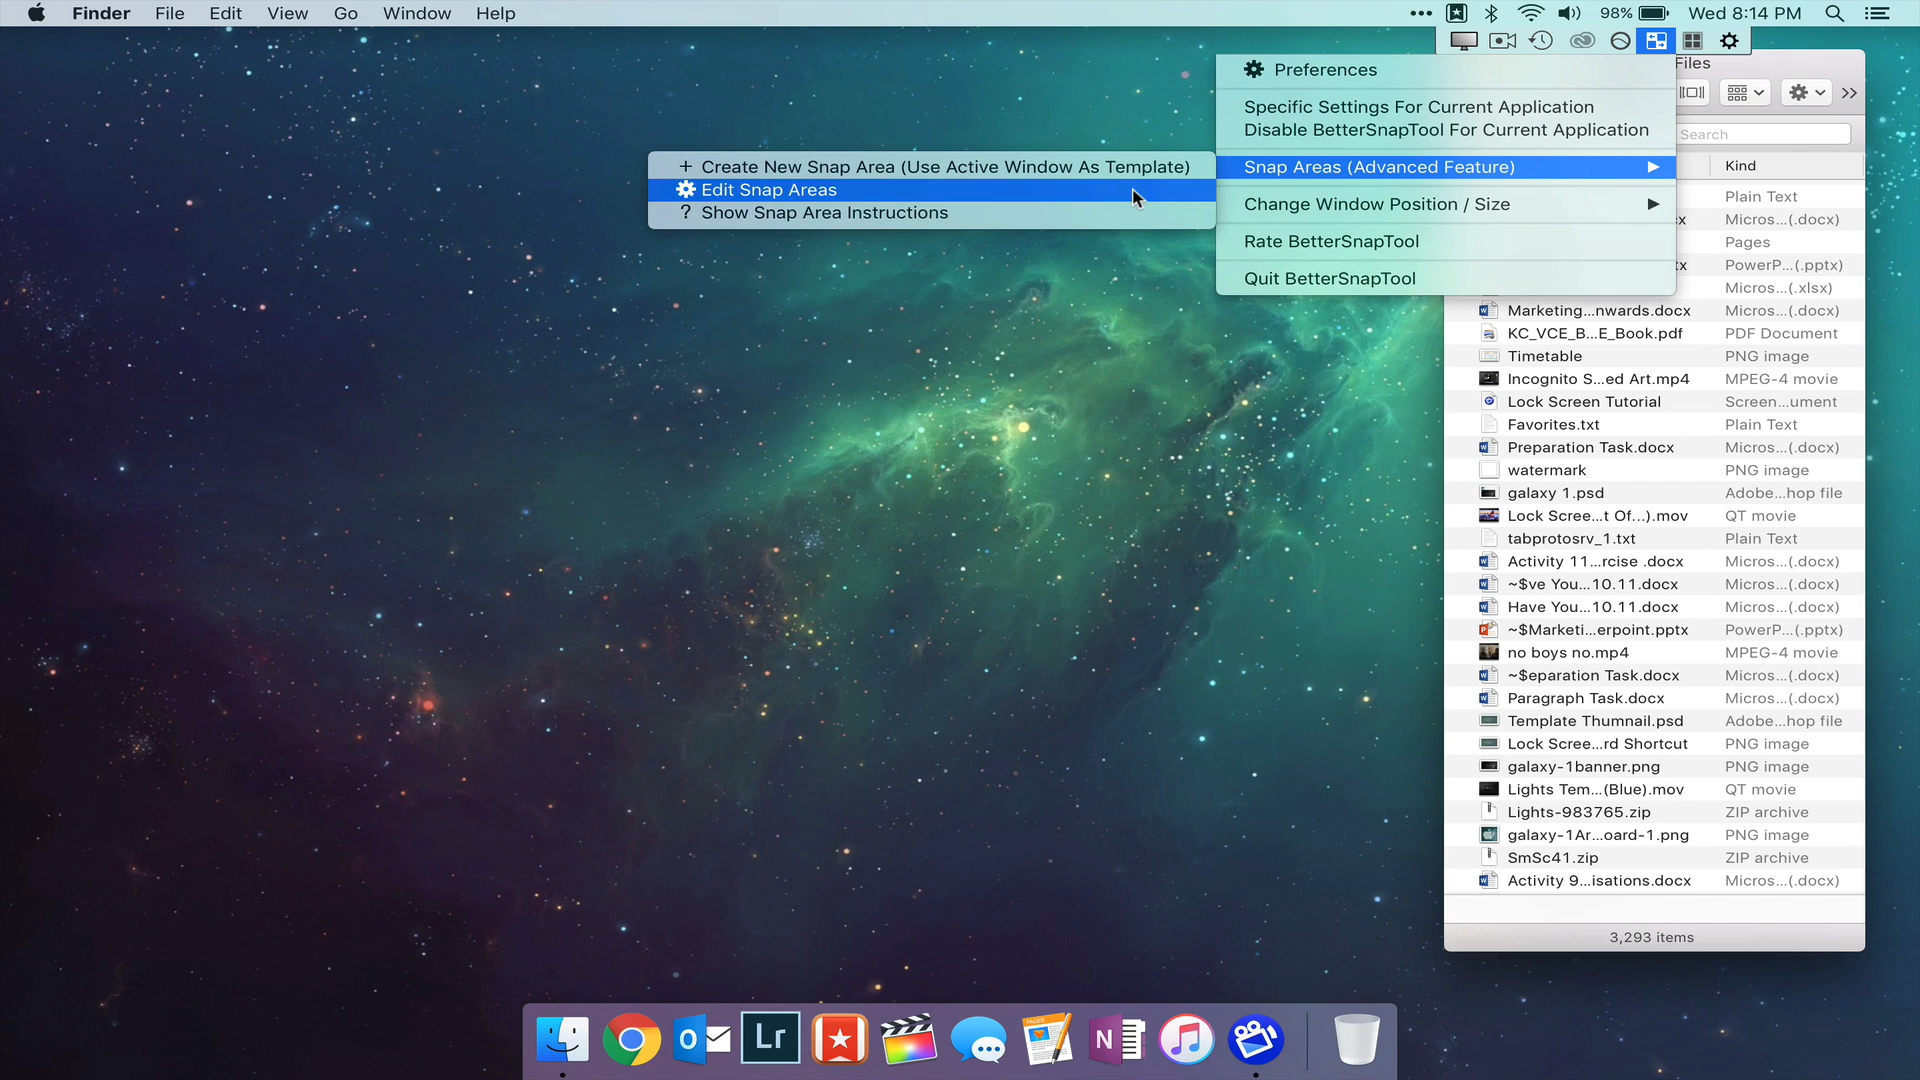 Finder File Edit View Go Window Help
98% Wed 8:14 PM
Preferences
Specific Settings For Current Application
Disable BetterSnapTool For Current Application
Snap Areas (Advanced Feature)
Change Window Position / Size
Rate BetterSnapTool
Quit BetterSnapTool
+ Create New Snap Area (Use Active Window As Template)
Edit Snap Areas
? Show Snap Area Instructions
Files
Search
Kind
Plain Text
x Micros...(.docx)
Pages
x PowerP...(.pptx)
Micros...(.xlsx)
Marketing...nwards.docx Micros...(.docx)
KC_VCE_B...E_Book.pdf PDF Document
Timetable PNG image
Incognito S...ed Art.mp4 MPEG-4 movie
Lock Screen Tutorial Screen...ument
Favorites.txt Plain Text
Preparation Task.docx Micros...(.docx)
watermark PNG image
galaxy 1.psd Adobe...hop file
Lock Scree...t Of...).mov QT movie
tabprotosrv_1.txt Plain Text
Activity 11...rcise .docx Micros...(.docx)
~$ve You...10.11.docx Micros...(.docx)
Have You...10.11.docx Micros...(.docx)
~$Marketi...erpoint.pptx PowerP...(.pptx)
no boys no.mp4 MPEG-4 movie
~$eparation Task.docx Micros...(.docx)
Paragraph Task.docx Micros...(.docx)
Template Thumnail.psd Adobe...hop file
Lock Scree...rd Shortcut PNG image
galaxy-1banner.png PNG image
Lights Tem...(Blue).mov QT movie
Lights-983765.zip ZIP archive
galaxy-1Ar...oard-1.png PNG image
SmSc41.zip ZIP archive
Activity 9...isations.docx Micros...(.docx)
3,293 items
Lr
PAGES
N